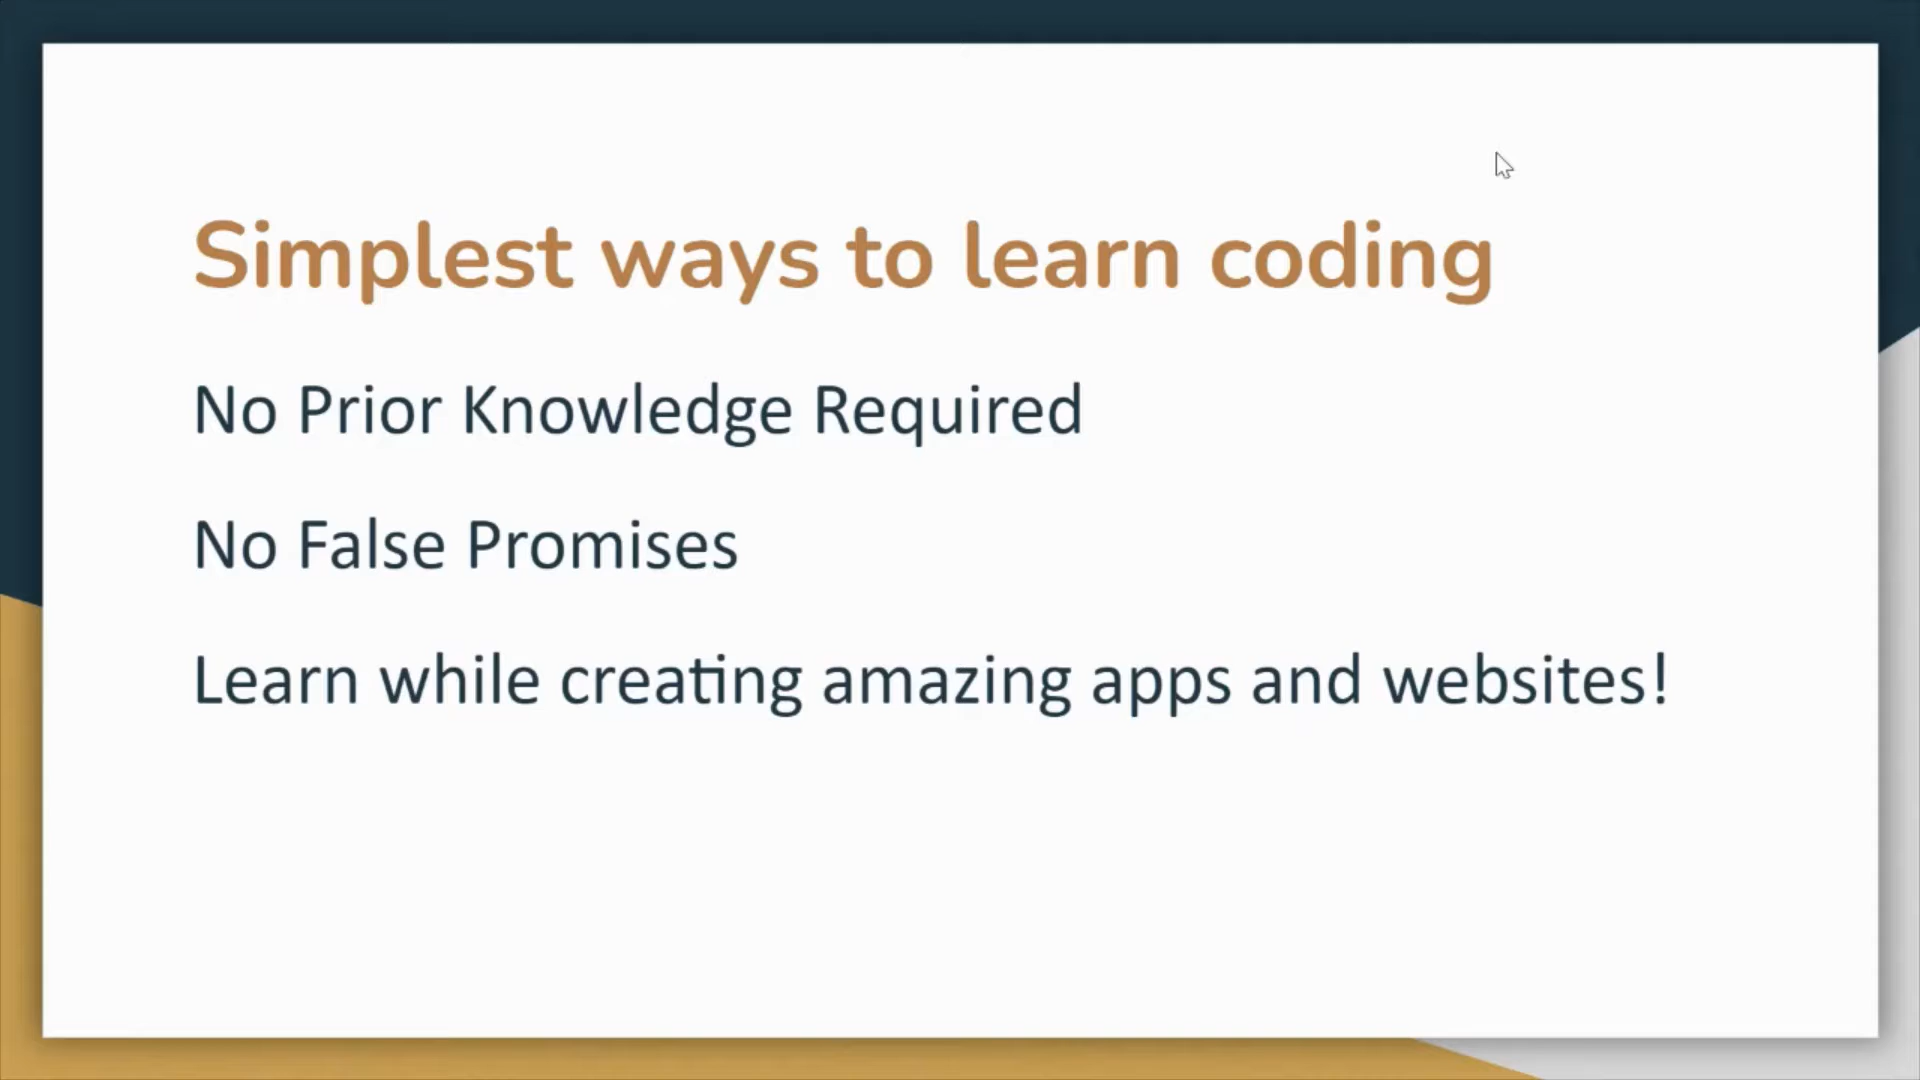 Simplest ways to learn coding
No Prior Knowledge Required
No False Promises
Learn while creating amazing apps and websites!